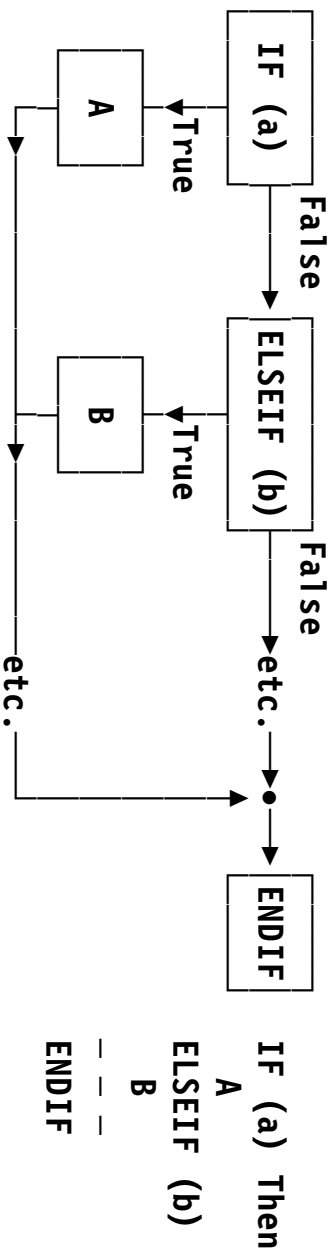 False
False
IF (a)
ELSEIF (b)
etc.
ENDIF
True
True
A
B
etc.
IF (a) Then
A
ELSEIF (b)
B
_ _ _
ENDIF